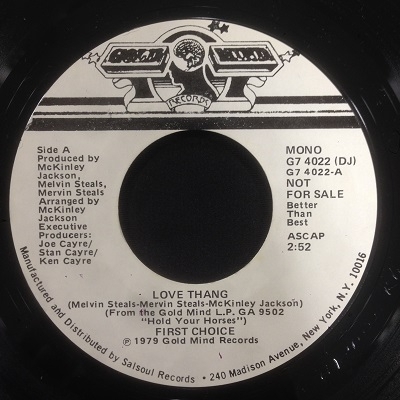 RECORDS
Side A
Produced by
McKinley
Jackson,
Melvin Steals,
Mervin Steals
Arranged by
McKinley
Jackson
Executive
Producers:
Joe Cayre/
Stan Cayre/
Ken Cayre
MONO
G7 4022 (DJ)
G7 4022-A
NOT
FOR SALE
Better
Than
Best
ASCAP
2:52
LOVE THANG
(Melvin Steals-Mervin Steals-McKinley Jackson)
(From the Gold Mind L.P. GA 9502
"Hold Your Horses")
FIRST CHOICE
℗ 1979 Gold Mind Records
Manufactured and Distributed by Salsoul Records • 240 Madison Avenue, New York, N.Y. 10016